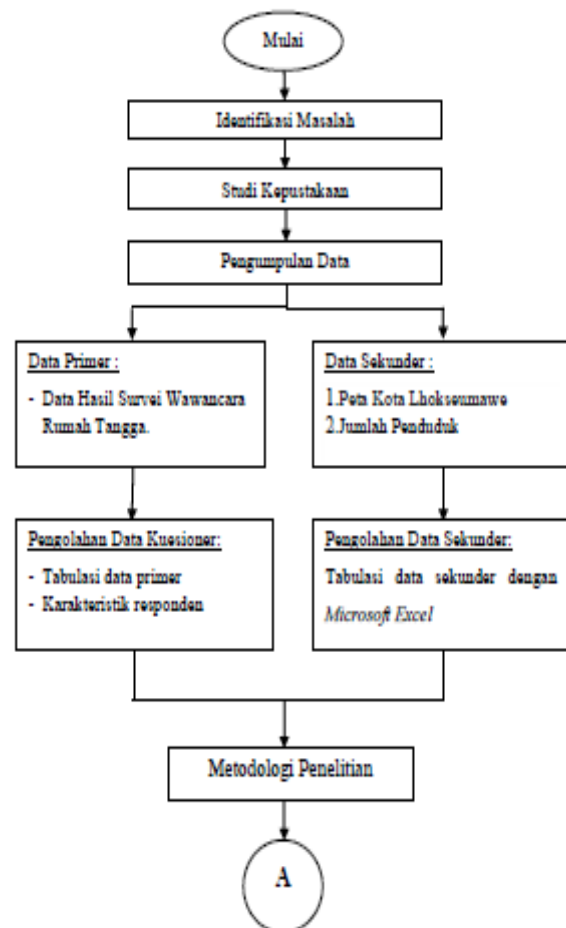 Mulai
Identifikasi Masalah
Studi Kepustakaan
Pengumpulan Data
Data Primer :
- Data Hasil Survei Wawancara
Rumah Tangga.
Data Sekunder :
1.Peta Kota Lhokseumawe
2.Jumlah Penduduk
Pengolahan Data Kuesioner:
- Tabulasi data primer
- Karakteristik responden
Pengolahan Data Sekunder:
Tabulasi data sekunder dengan
Microsoft Excel
Metodologi Penelitian
A